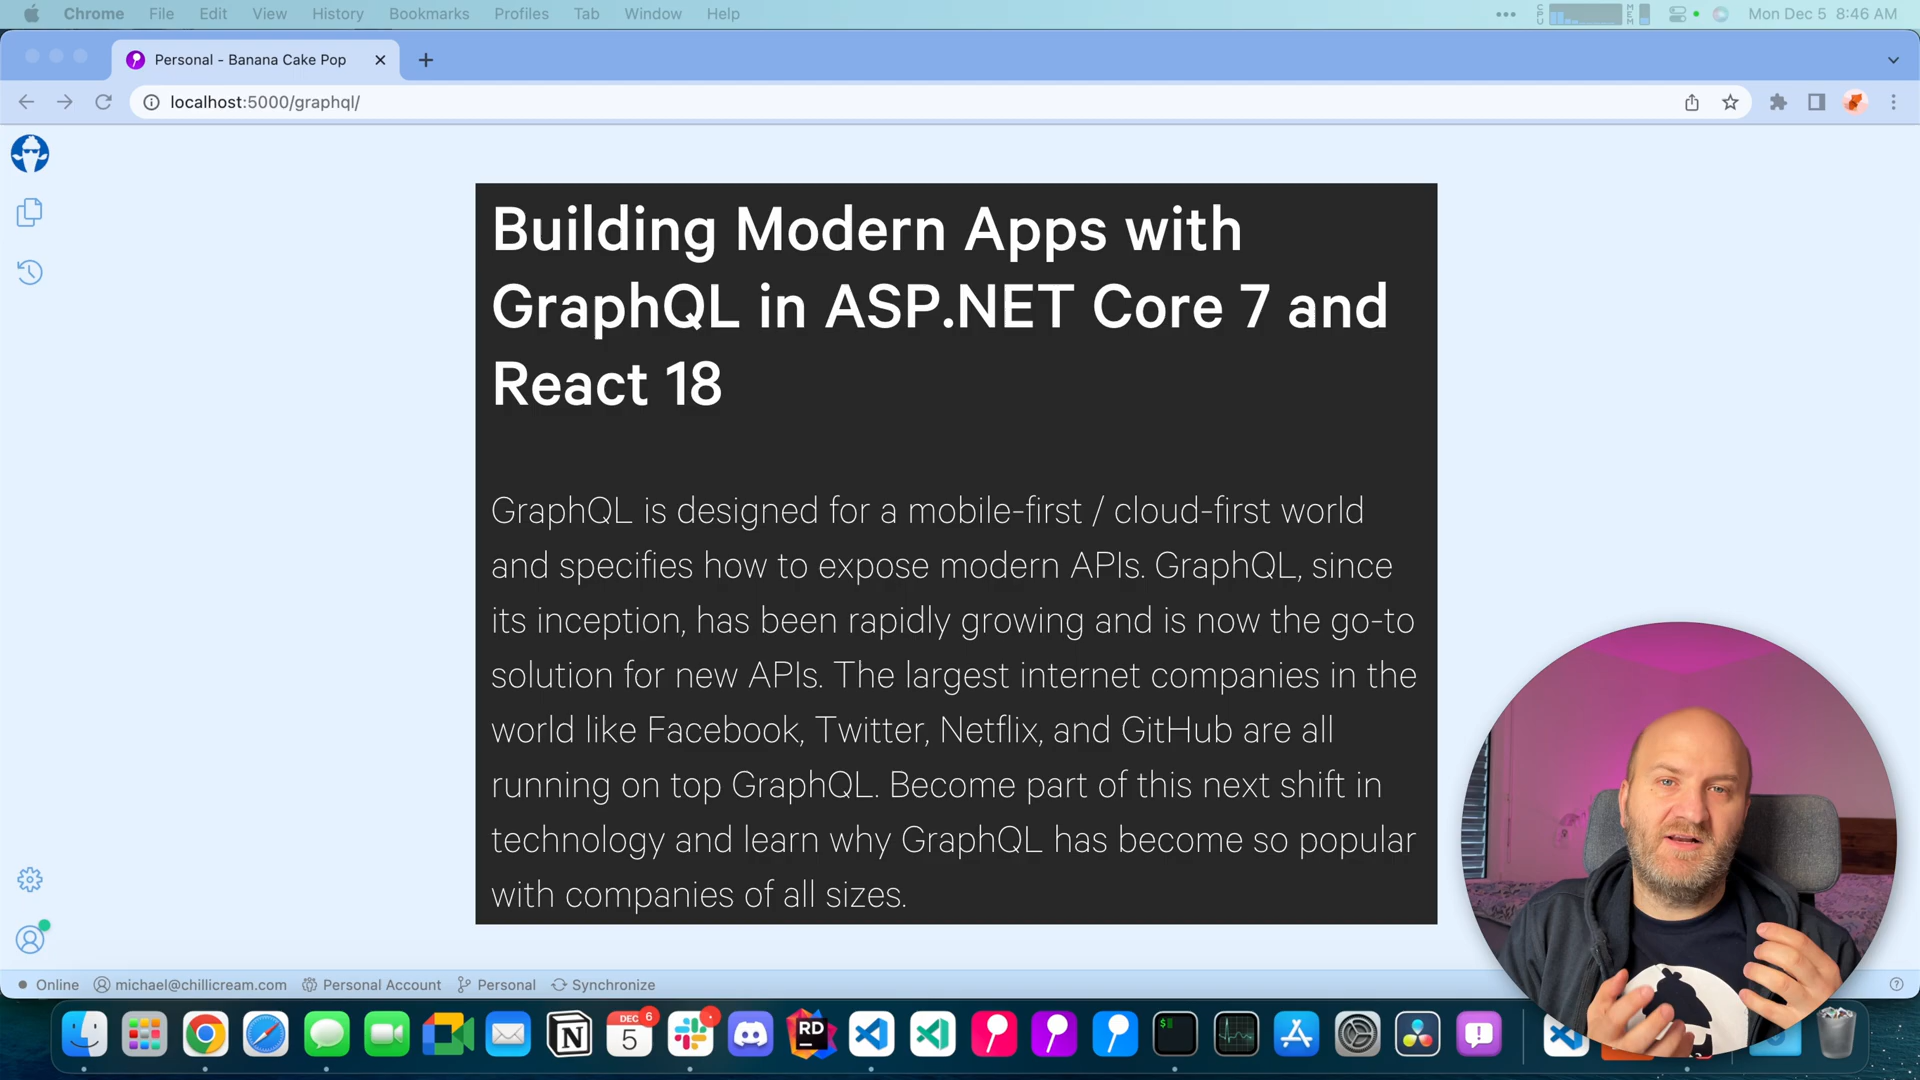 Chrome File Edit View History Bookmarks Profiles Tab Window Help ••• CPU MEM Mon Dec 5 8:46 AM
Personal - Banana Cake Pop
localhost:5000/graphql/
Building Modern Apps with
GraphQL in ASP.NET Core 7 and
React 18
GraphQL is designed for a mobile-first / cloud-first world
and specifies how to expose modern APIs. GraphQL, since
its inception, has been rapidly growing and is now the go-to
solution for new APIs. The largest internet companies in the
world like Facebook, Twitter, Netflix, and GitHub are all
running on top GraphQL. Become part of this next shift in
technology and learn why GraphQL has become so popular
with companies of all sizes.
Online michael@chillicream.com Personal Account Personal Synchronize
DEC 6
5
RD
$